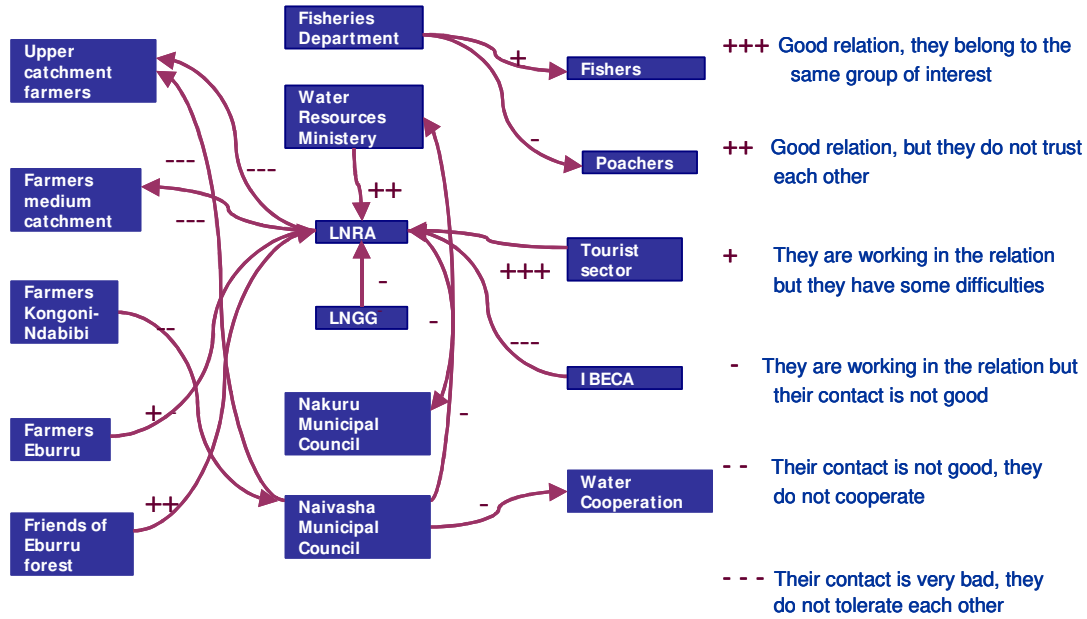 Fisheries
Department
Upper
catchment
farmers
+
Fishers
+++ Good relation, they belong to the
same group of interest
Water
Resources
Ministery
-
Poachers
++ Good relation, but they do not trust
each other
---
---
Farmers
medium
catchment
---
++
LNRA
Tourist
sector
+++
+ They are working in the relation
but they have some difficulties
-
Farmers
Kongoni-
Ndabibi
--
LNGG
-
---
IBECA
- They are working in the relation but
their contact is not good
Nakuru
Municipal
Council
-
+-
Farmers
Eburru
-- Their contact is not good, they
do not cooperate
Water
Cooperation
++
Naivasha
Municipal
Council
-
Friends of
Eburru
forest
--- Their contact is very bad, they
do not tolerate each other